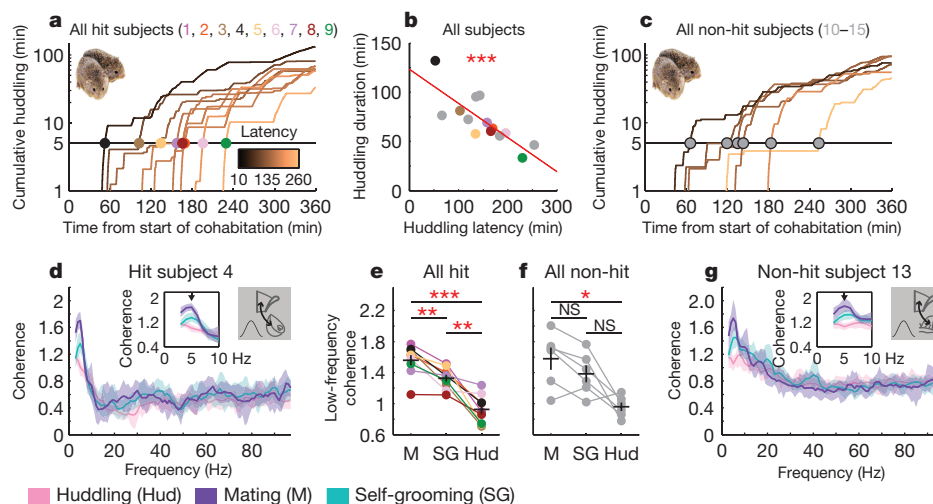 a
All hit subjects (1, 2, 3, 4, 5, 6, 7, 8, 9)
Cumulative huddling (min)
100
10
5
1
Latency
10 135 260
0 60 120 180 240 300 360
Time from start of cohabitation (min)
b
All subjects
***
Huddling duration (min)
150
100
50
0
0 100 200 300
Huddling latency (min)
c
All non-hit subjects (10–15)
Cumulative huddling (min)
100
10
5
1
0 60 120 180 240 300 360
Time from start of cohabitation (min)
d
Hit subject 4
Coherence
2.0
1.6
1.2
0.8
0.4
0
0 20 40 60 80
Frequency (Hz)
Coherence
2
1.2
0.4
0 5 10 Hz
e
All hit
***
** **
Low-frequency coherence
1.8
1.4
1.0
0.6
M SG Hud
f
All non-hit
*
NS NS
M SG Hud
g
Non-hit subject 13
Coherence
2.0
1.6
1.2
0.8
0.4
0
0 20 40 60 80
Frequency (Hz)
Coherence
2
1.2
0.4
0 5 10 Hz
Huddling (Hud) Mating (M) Self-grooming (SG)